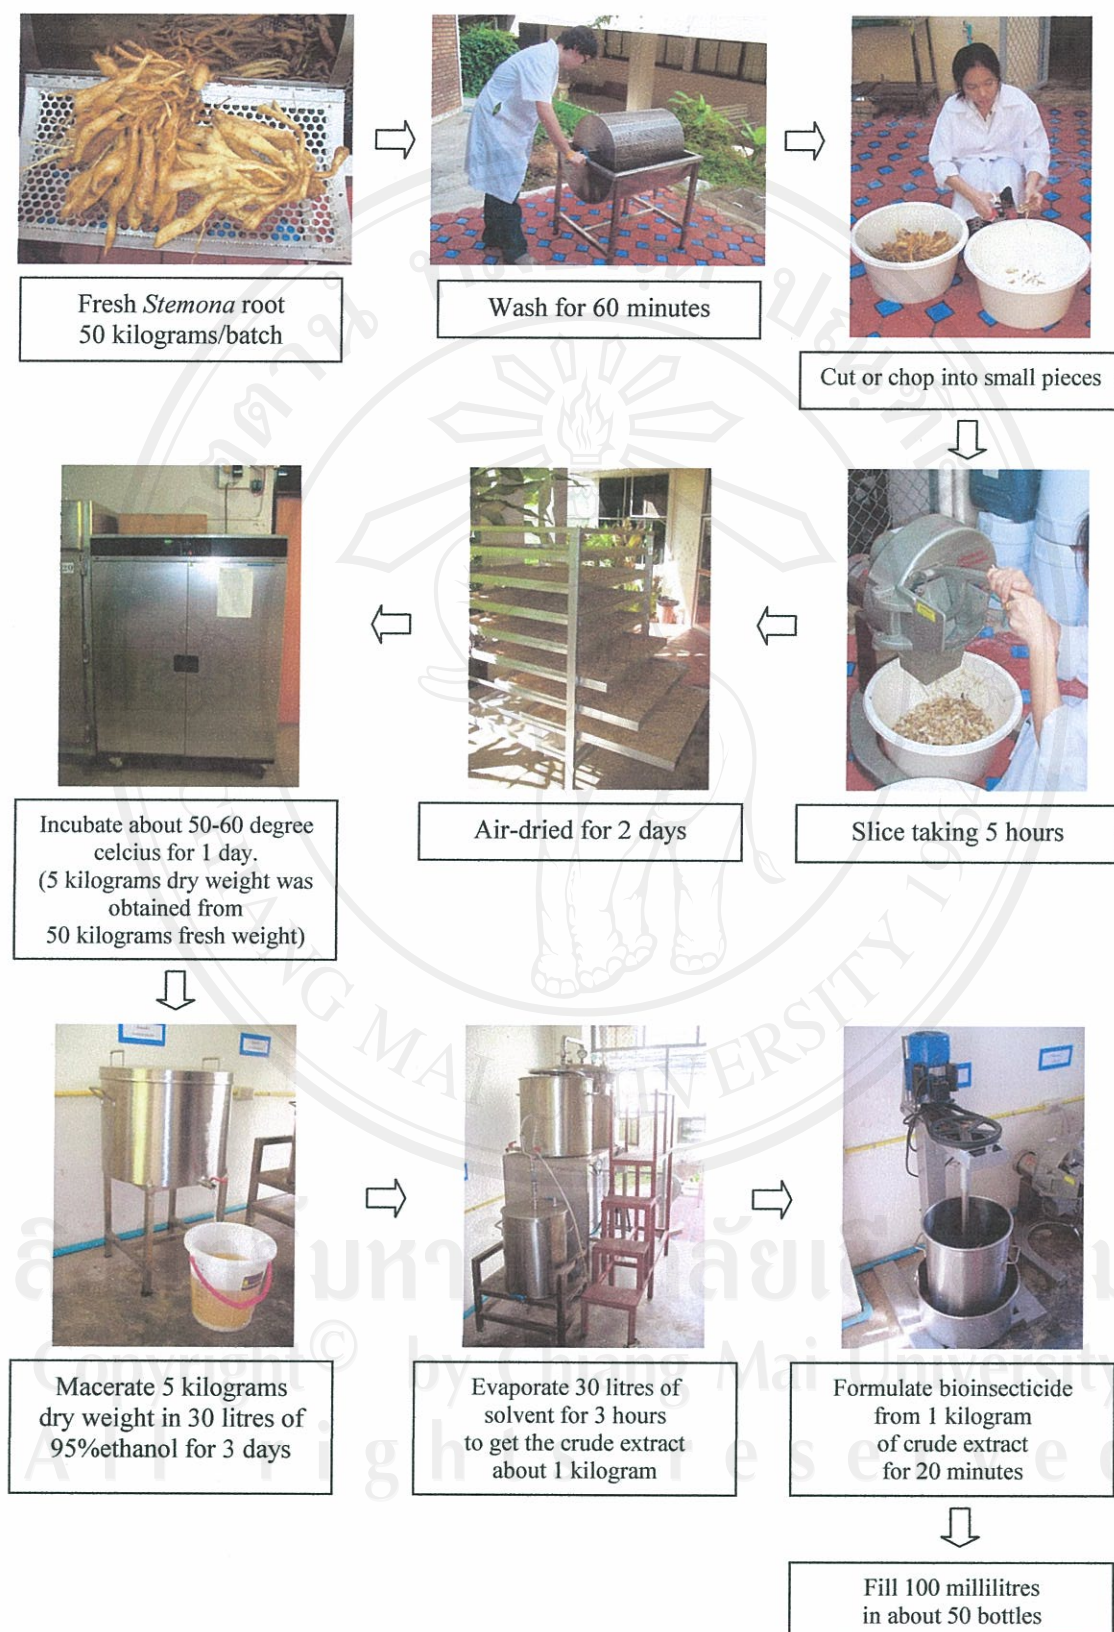 Fresh Stemona root
50 kilograms/batch
Wash for 60 minutes
Cut or chop into small pieces
Slice taking 5 hours
Air-dried for 2 days
Incubate about 50-60 degree
celcius for 1 day.
(5 kilograms dry weight was
obtained from
50 kilograms fresh weight)
Macerate 5 kilograms
dry weight in 30 litres of
95%ethanol for 3 days
Evaporate 30 litres of
solvent for 3 hours
to get the crude extract
about 1 kilogram
Formulate bioinsecticide
from 1 kilogram
of crude extract
for 20 minutes
Fill 100 millilitres
in about 50 bottles
CHIANG MAI UNIVERSITY 19
Copyright© by Chiang Mai University
All rights reserve